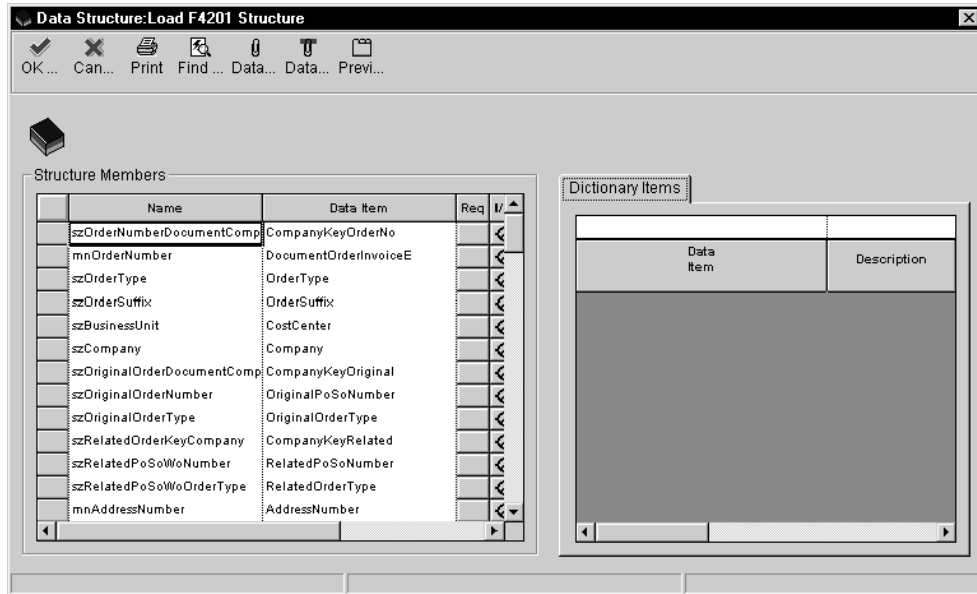 Data Structure:Load F4201 Structure
OK ... Can... Print Find ... Data... Data... Previ...
Structure Members
Dictionary Items
Name Data Item Req I/
Data Item Description
szOrderNumberDocumentComp CompanyKeyOrderNo
mnOrderNumber DocumentOrderInvoiceE
szOrderType OrderType
szOrderSuffix OrderSuffix
szBusinessUnit CostCenter
szCompany Company
szOriginalOrderDocumentComp CompanyKeyOriginal
szOriginalOrderNumber OriginalPoSoNumber
szOriginalOrderType OriginalOrderType
szRelatedOrderKeyCompany CompanyKeyRelated
szRelatedPoSoWoNumber RelatedPoSoNumber
szRelatedPoSoWoOrderType RelatedOrderType
mnAddressNumber AddressNumber